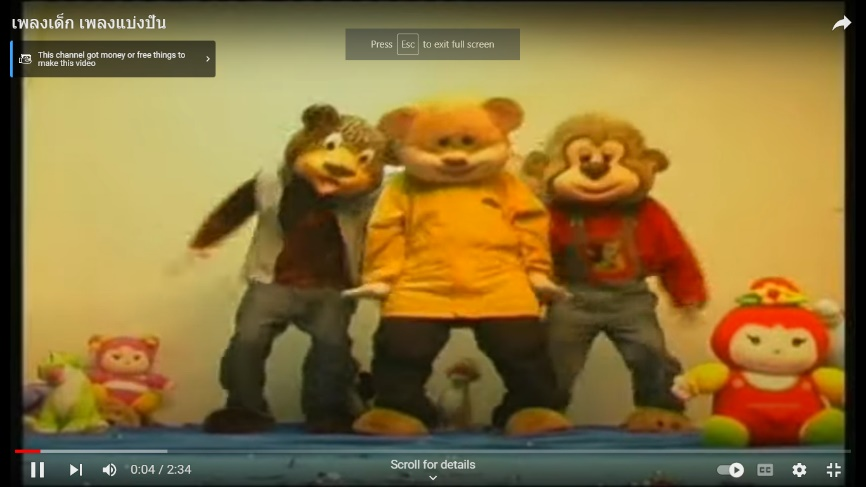 เพลงเด็ก เพลงแบ่งปัน
Press Esc to exit full screen
This channel got money or free things to
make this video
0:04 / 2:34
Scroll for details
CC